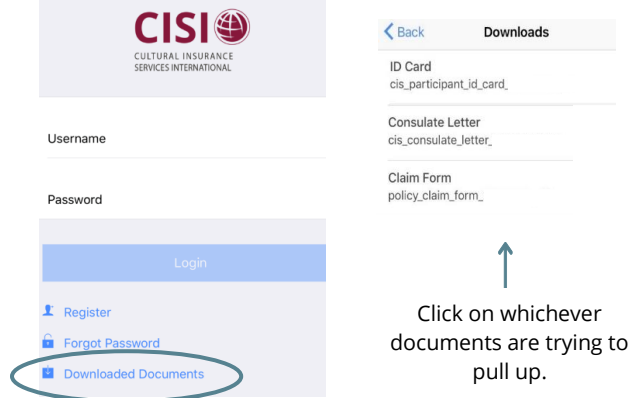 CISI
CULTURAL INSURANCE
SERVICES INTERNATIONAL
Username
Password
Login
Register
Forgot Password
Downloaded Documents
Back Downloads
ID Card
cis_participant_id_card_
Consulate Letter
cis_consulate_letter_
Claim Form
policy_claim_form_
Click on whichever
documents are trying to
pull up.